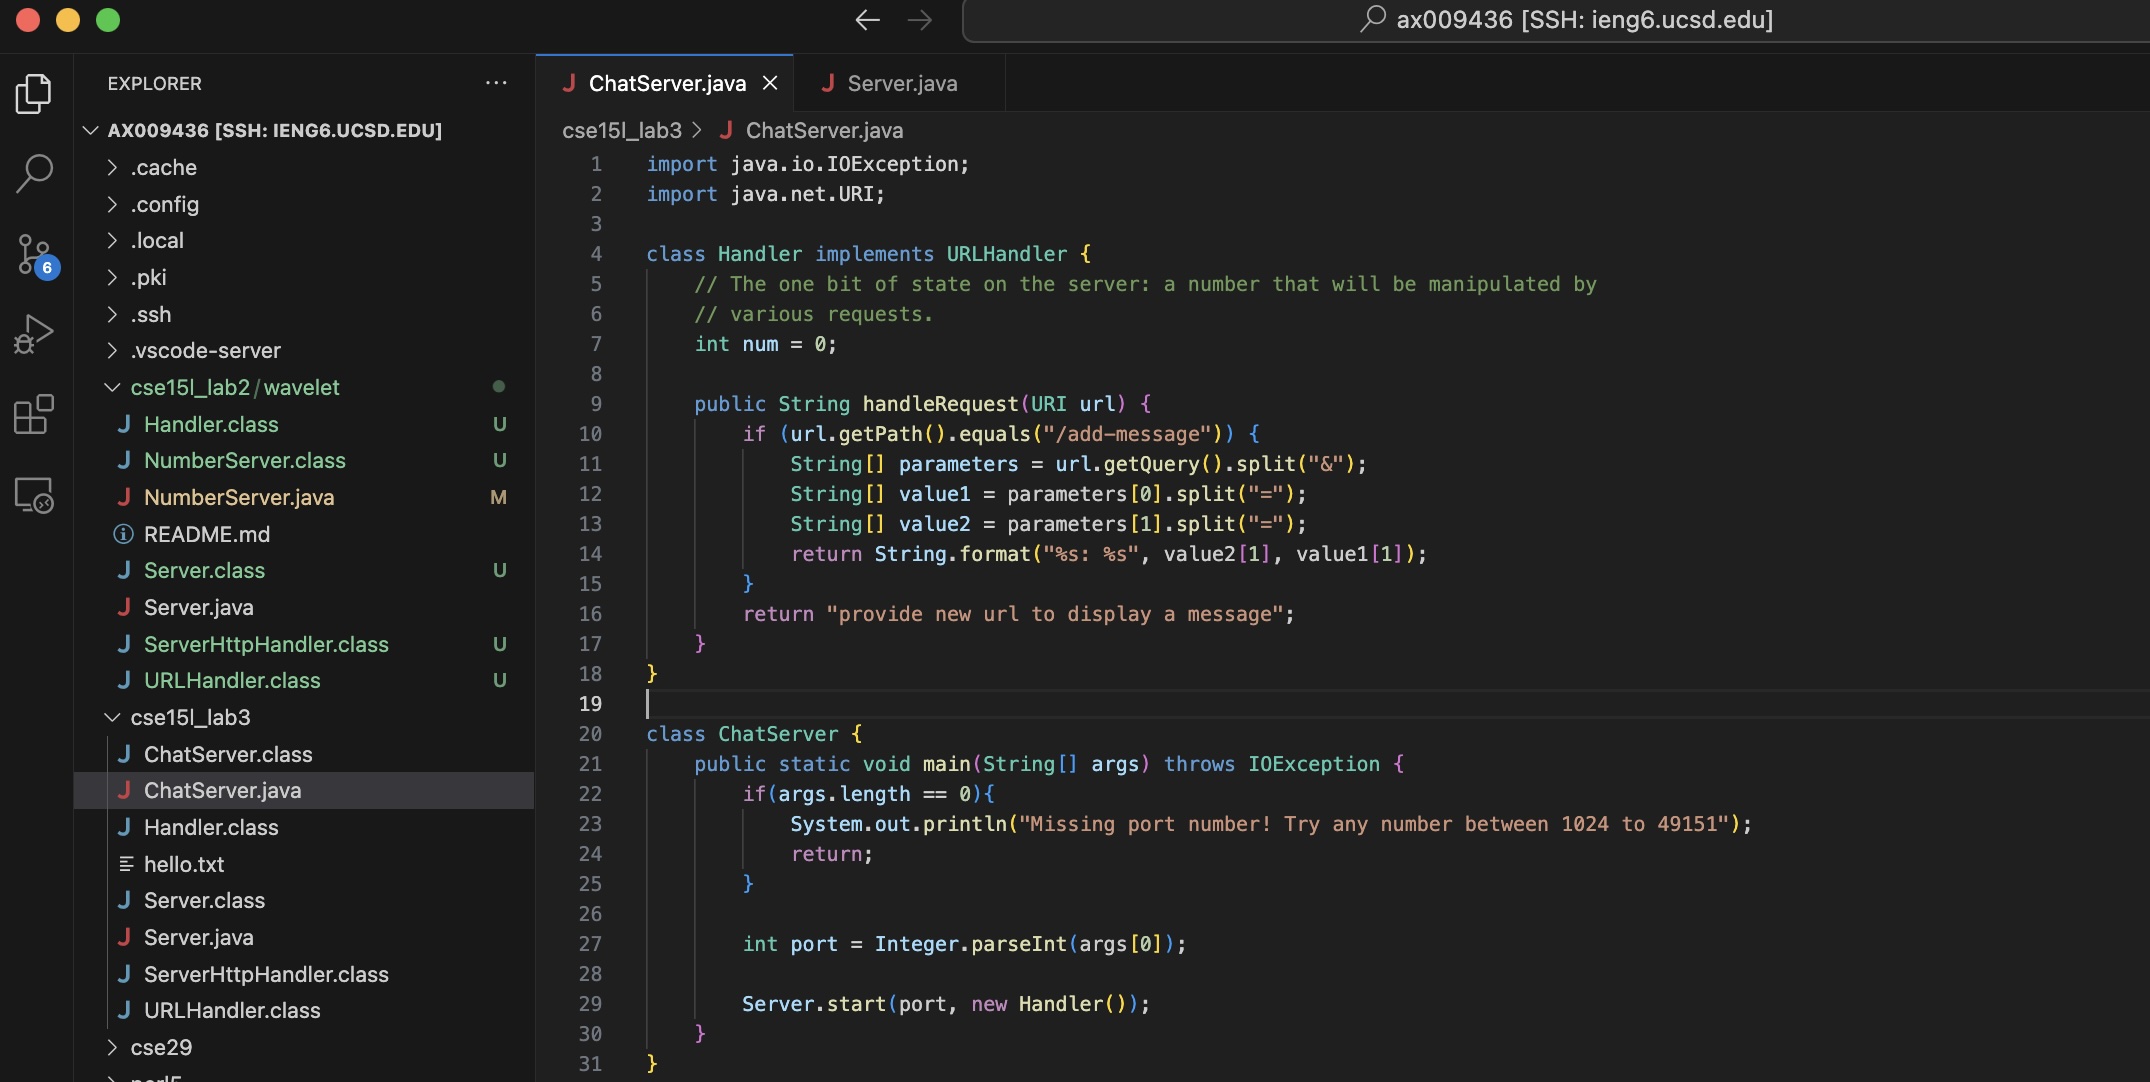 ax009436 [SSH: ieng6.ucsd.edu]
EXPLORER
ChatServer.java
Server.java
AX009436 [SSH: IENG6.UCSD.EDU]
.cache
.config
.local
.pki
.ssh
.vscode-server
cse15l_lab2/wavelet
Handler.class U
NumberServer.class U
NumberServer.java M
README.md
Server.class U
Server.java
ServerHttpHandler.class U
URLHandler.class U
cse15l_lab3
ChatServer.class
ChatServer.java
Handler.class
hello.txt
Server.class
Server.java
ServerHttpHandler.class
URLHandler.class
cse29
6
cse15l_lab3 > ChatServer.java
1 import java.io.IOException;
2 import java.net.URI;
3
4 class Handler implements URLHandler {
5 // The one bit of state on the server: a number that will be manipulated by
6 // various requests.
7 int num = 0;
8
9 public String handleRequest(URI url) {
10 if (url.getPath().equals("/add-message")) {
11 String[] parameters = url.getQuery().split("&");
12 String[] value1 = parameters[0].split("=");
13 String[] value2 = parameters[1].split("=");
14 return String.format("%s: %s", value2[1], value1[1]);
15 }
16 return "provide new url to display a message";
17 }
18 }
19
20 class ChatServer {
21 public static void main(String[] args) throws IOException {
22 if(args.length == 0){
23 System.out.println("Missing port number! Try any number between 1024 to 49151");
24 return;
25 }
26
27 int port = Integer.parseInt(args[0]);
28
29 Server.start(port, new Handler());
30 }
31 }